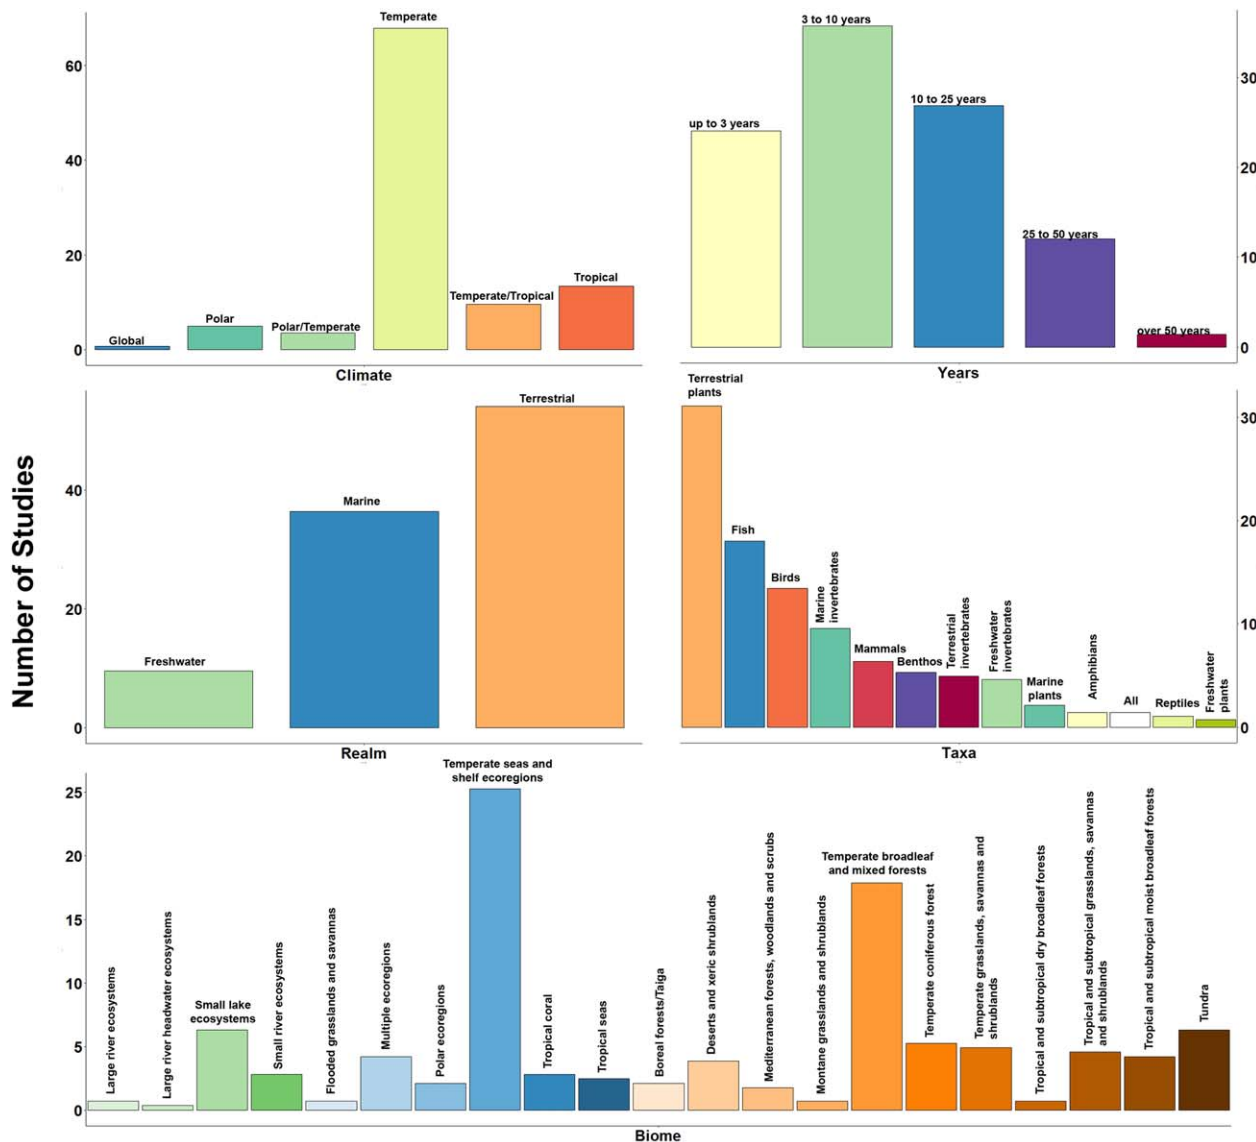 Number of Studies
60
40
20
0
Global
Polar
Polar/Temperate
Temperate
Temperate/Tropical
Tropical
Climate
up to 3 years
3 to 10 years
10 to 25 years
25 to 50 years
over 50 years
30
20
10
0
Years
40
20
0
Freshwater
Marine
Terrestrial
Realm
Terrestrial
plants
Fish
Birds
Marine
invertebrates
Mammals
Benthos
Terrestrial
invertebrates
Freshwater
invertebrates
Marine
plants
Amphibians
All
Reptiles
Freshwater
plants
30
20
10
0
Taxa
25
20
15
10
5
0
Large river ecosystems
Large river headwater ecosystems
Small lake
ecosystems
Small river ecosystems
Flooded grasslands and savannas
Multiple ecoregions
Polar ecoregions
Temperate seas and
shelf ecoregions
Tropical coral
Tropical seas
Boreal forests/Taiga
Deserts and xeric shrublands
Mediterranean forests, woodlands and scrubs
Montane grasslands and shrublands
Temperate broadleaf
and mixed forests
Temperate coniferous forest
Temperate grasslands, savannas and
shrublands
Tropical and subtropical dry broadleaf forests
Tropical and subtropical grasslands, savannas
and shrublands
Tropical and subtropical moist broadleaf forests
Tundra
Biome